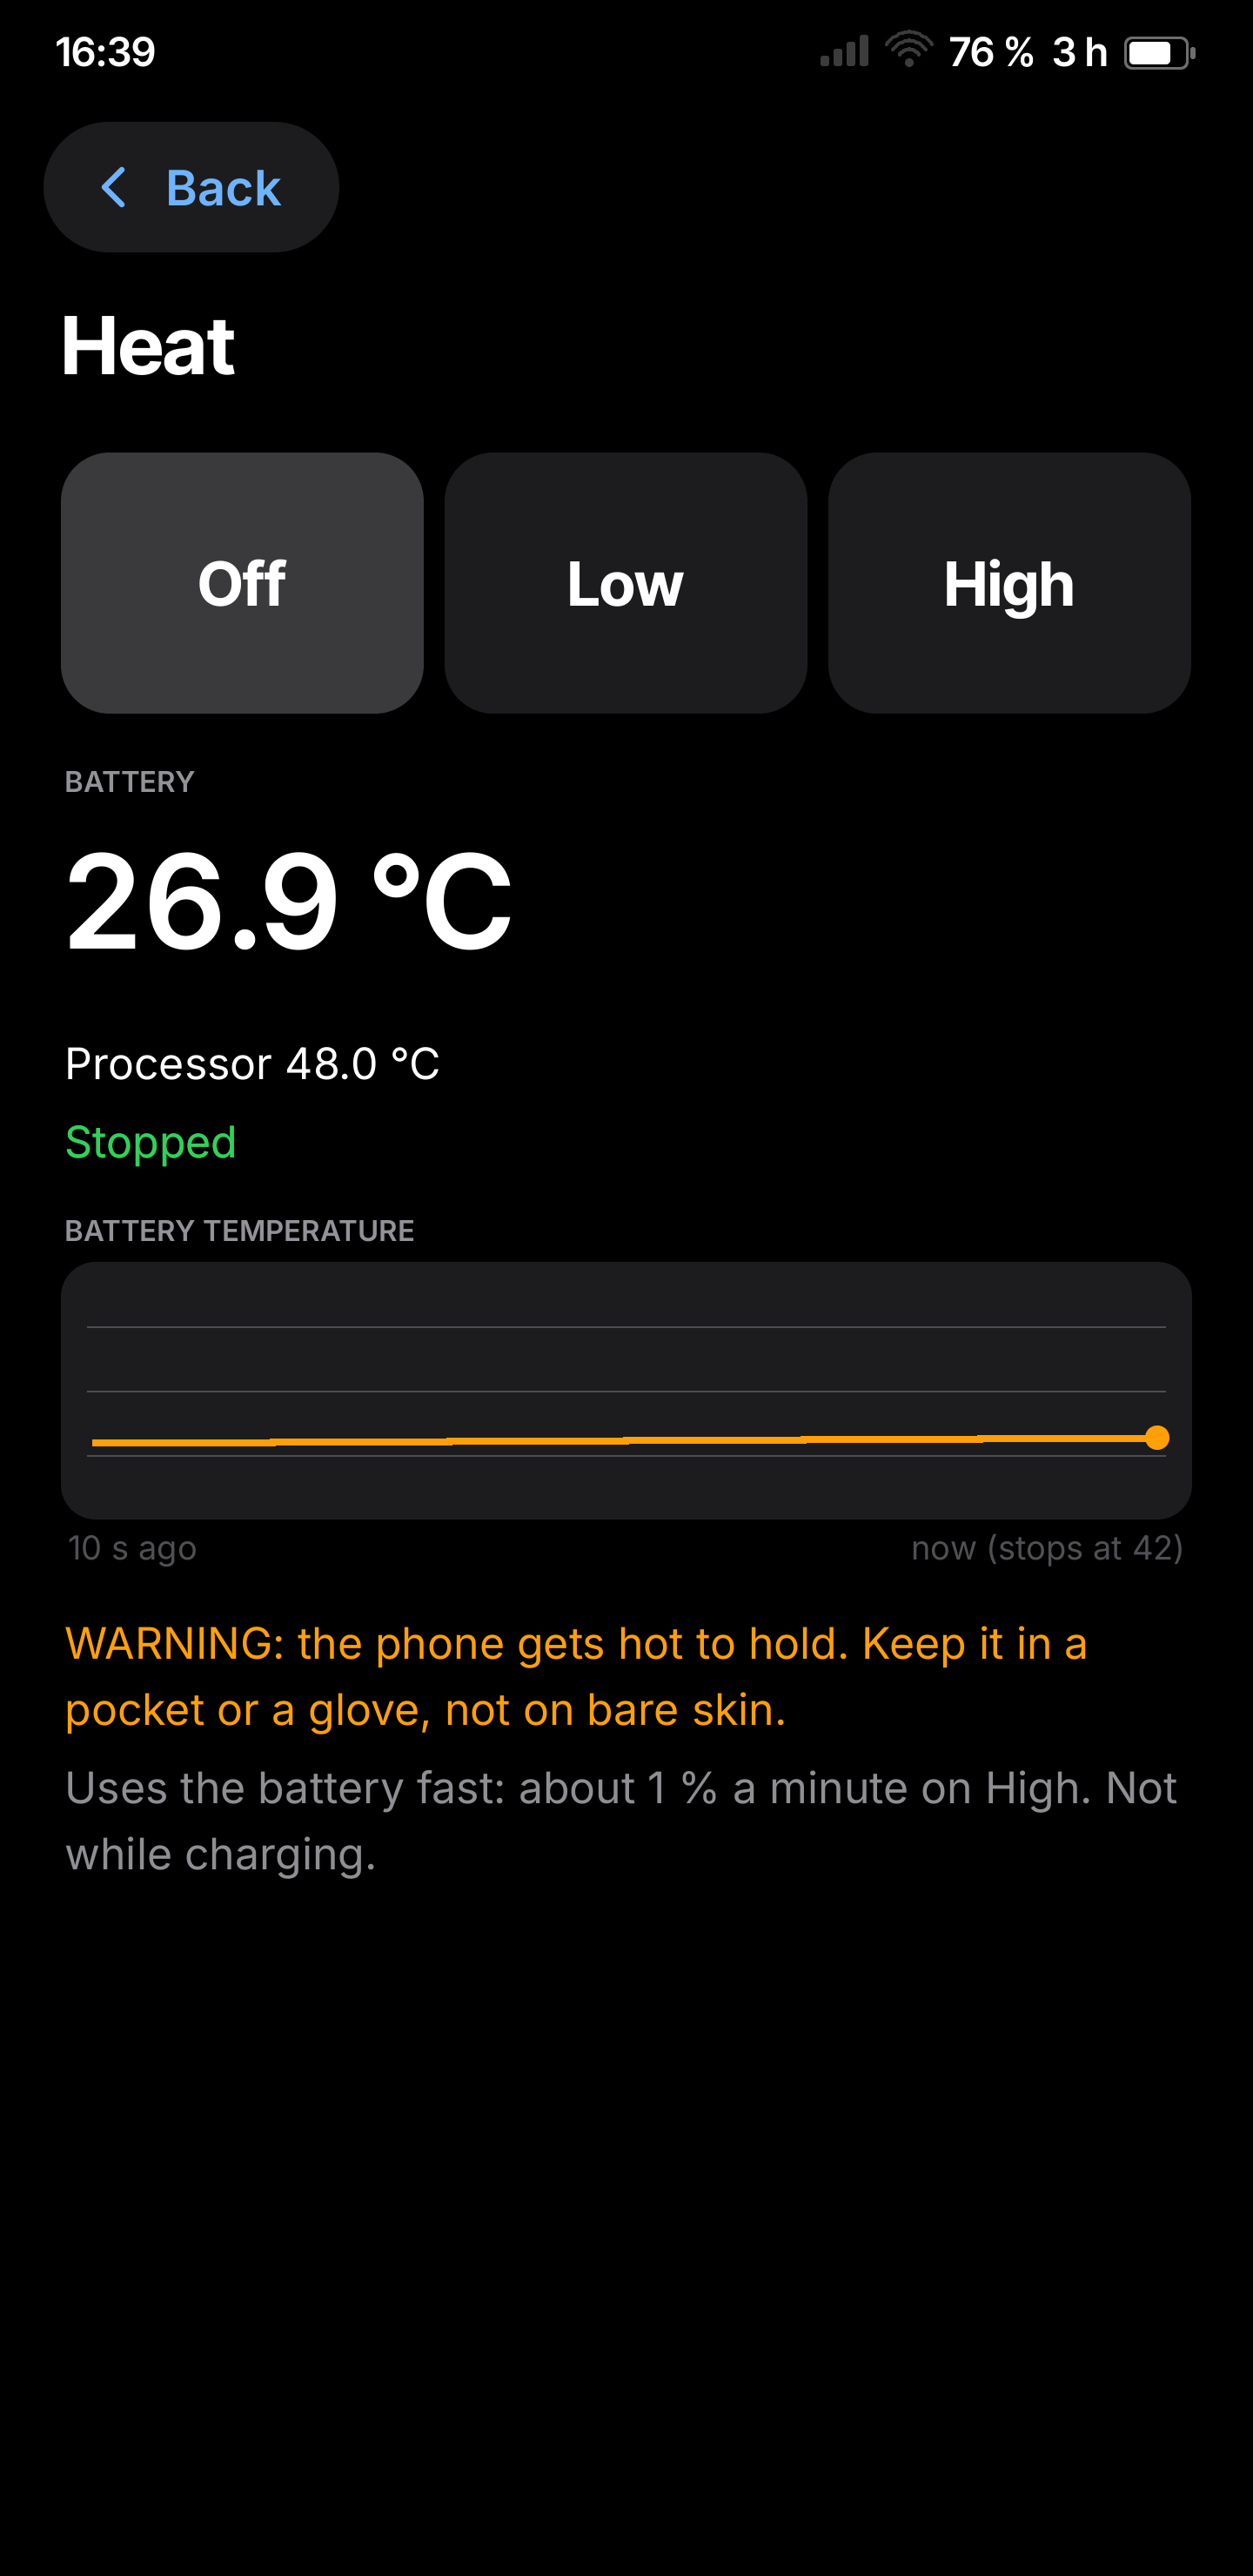 16:39
76 % 3 h
Back
Heat
Off
Low
High
BATTERY
26.9 °C
Processor 48.0 °C
Stopped
BATTERY TEMPERATURE
10 s ago
now (stops at 42)
WARNING: the phone gets hot to hold. Keep it in a
pocket or a glove, not on bare skin.
Uses the battery fast: about 1 % a minute on High. Not
while charging.